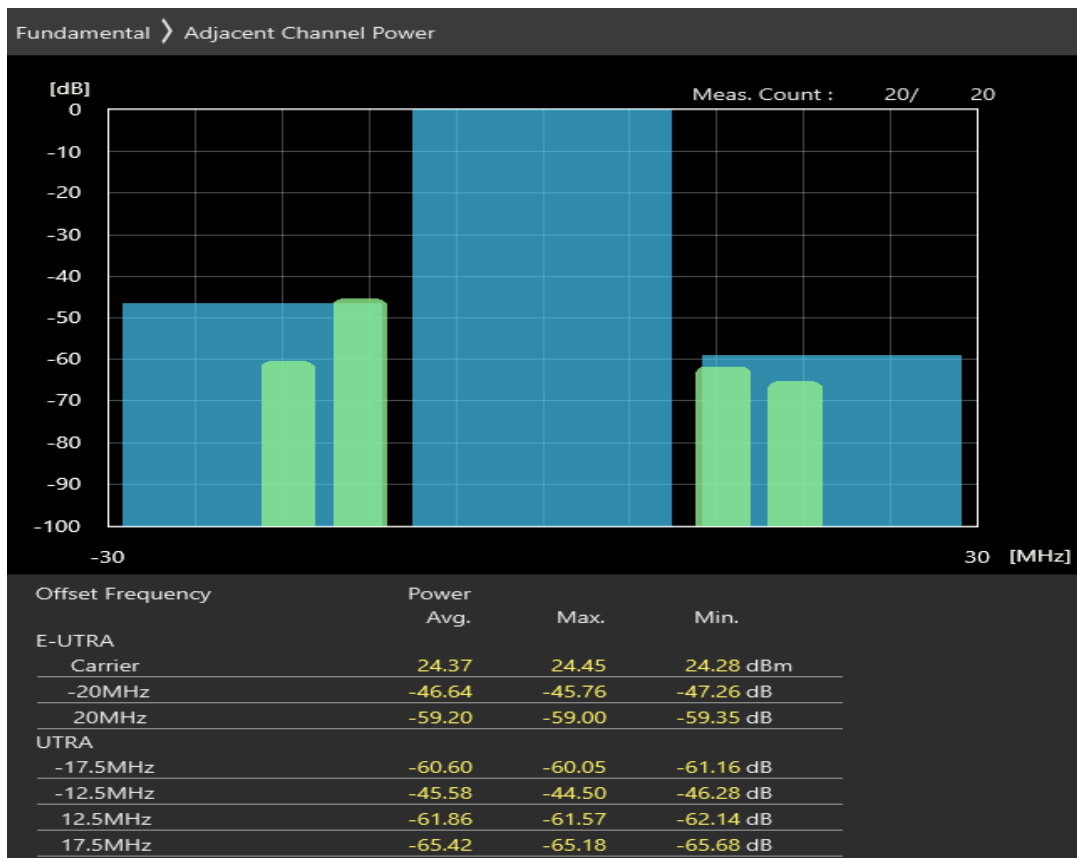 Fundamental 〉 Adjacent Channel Power
[dB]
Meas. Count : 20/ 20
0
-10
-20
-30
-40
-50
-60
-70
-80
-90
-100
-30 30 [MHz]
Offset Frequency Power
Avg. Max. Min.
E-UTRA
Carrier 24.37 24.45 24.28 dBm
-20MHz -46.64 -45.76 -47.26 dB
20MHz -59.20 -59.00 -59.35 dB
UTRA
-17.5MHz -60.60 -60.05 -61.16 dB
-12.5MHz -45.58 -44.50 -46.28 dB
12.5MHz -61.86 -61.57 -62.14 dB
17.5MHz -65.42 -65.18 -65.68 dB